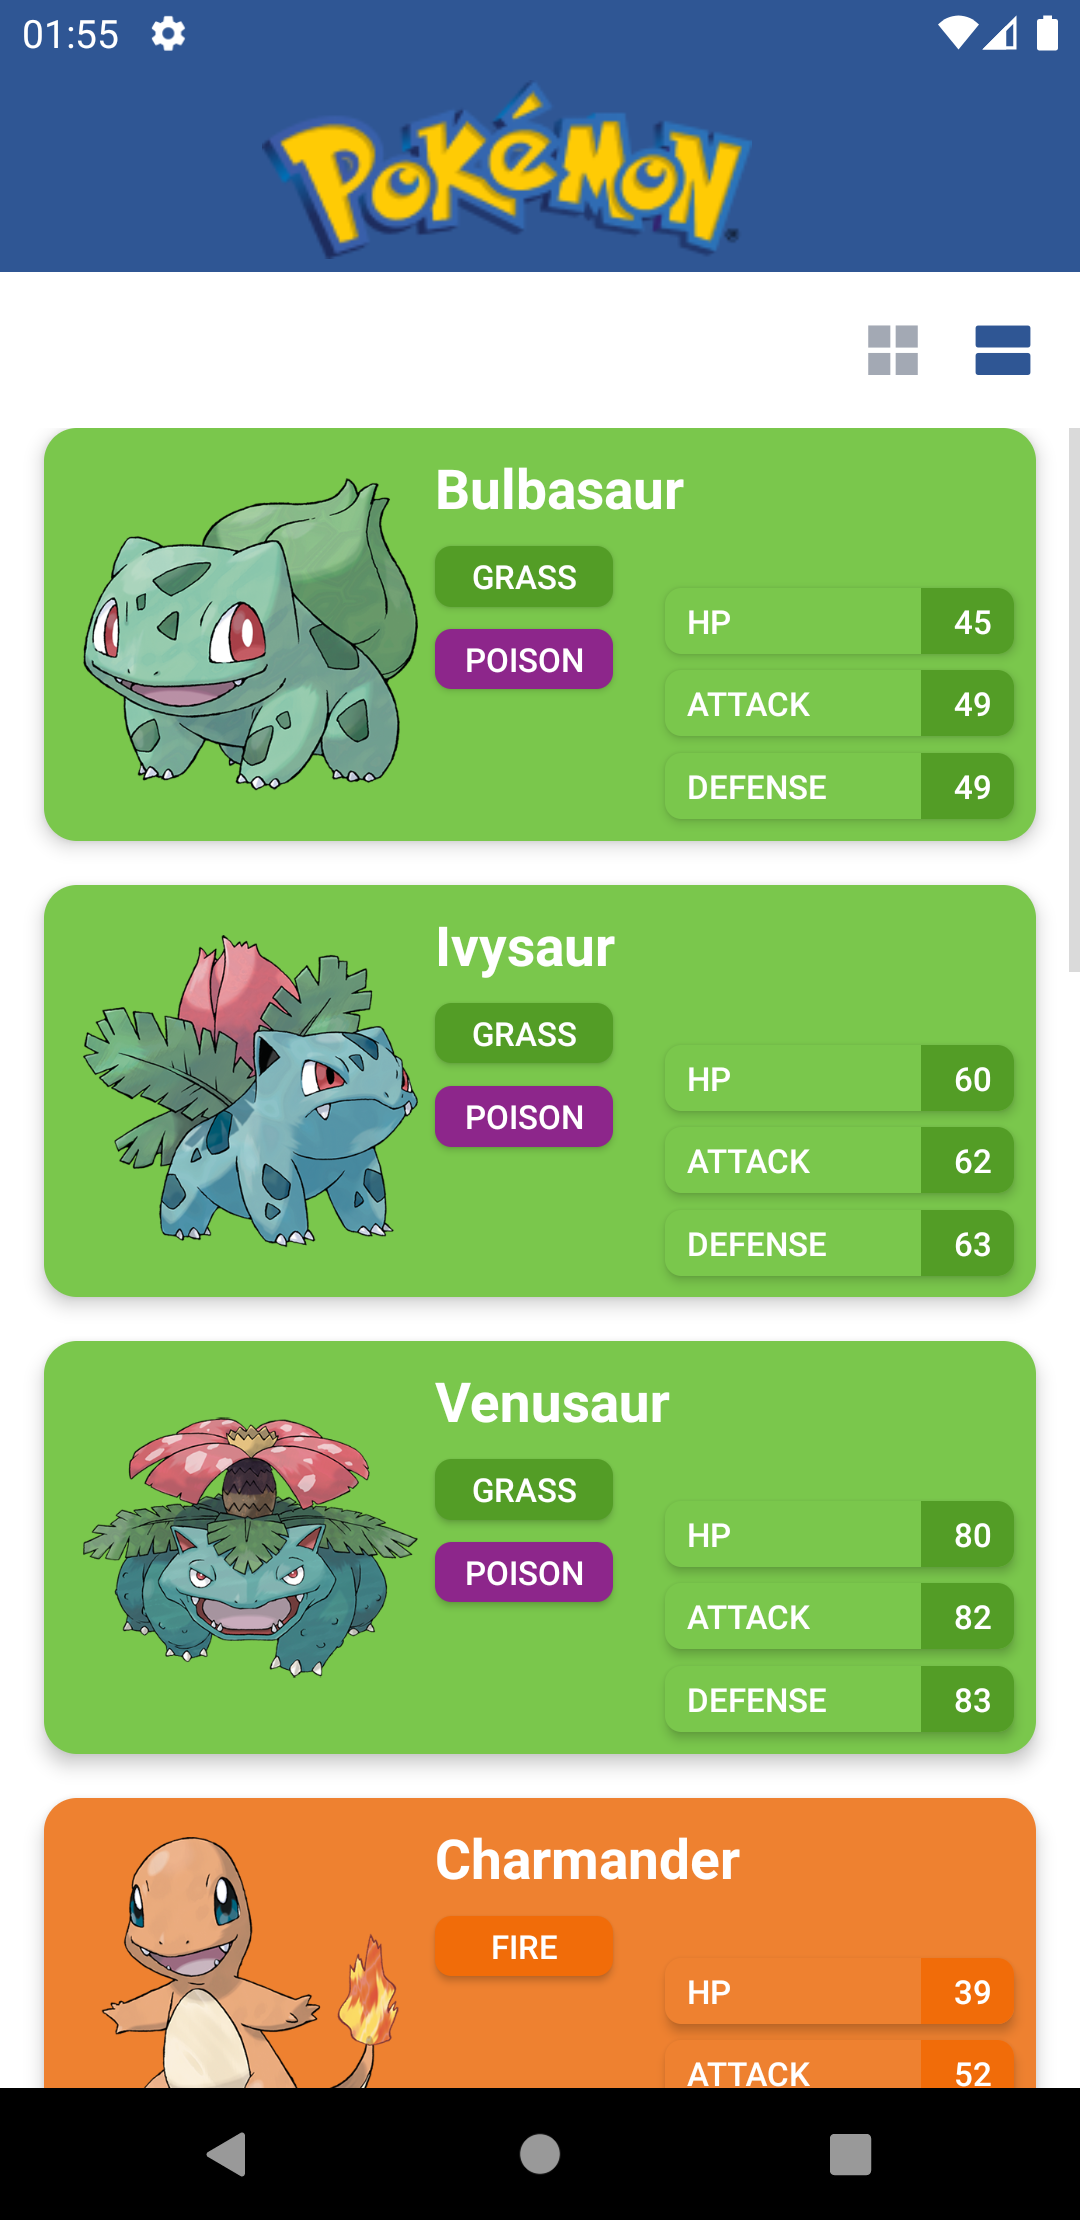 01:55
POKéMON
Bulbasaur
GRASS
POISON
HP 45
ATTACK 49
DEFENSE 49
Ivysaur
GRASS
POISON
HP 60
ATTACK 62
DEFENSE 63
Venusaur
GRASS
POISON
HP 80
ATTACK 82
DEFENSE 83
Charmander
FIRE
HP 39
ATTACK 52